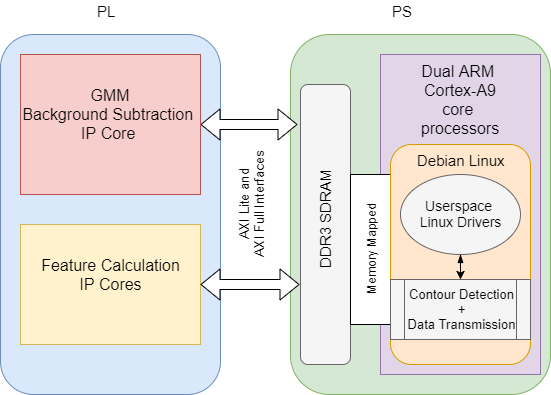 PL
PS
GMM
Background Subtraction
IP Core
Feature Calculation
IP Cores
AXI Lite and
AXI Full Interfaces
DDR3 SDRAM
Memory Mapped
Dual ARM
Cortex-A9
core
processors
Debian Linux
Userspace
Linux Drivers
Contour Detection
+
Data Transmission